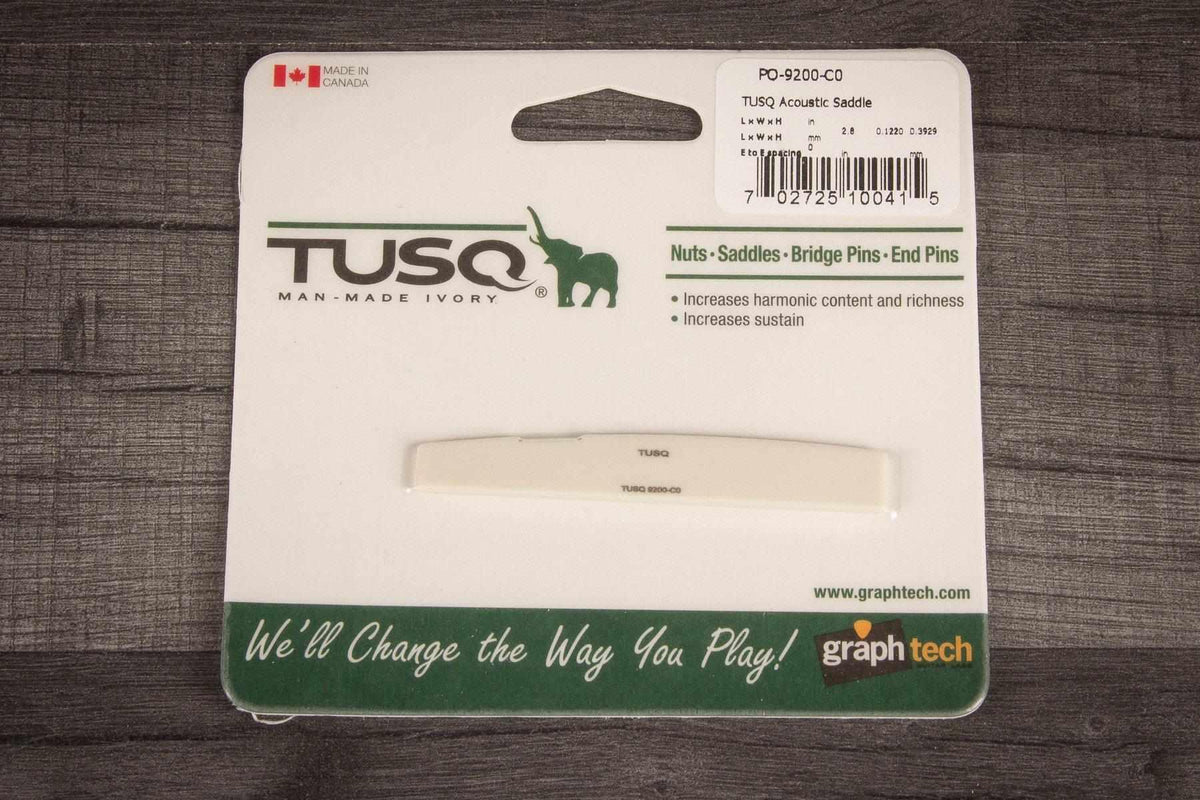 MADE IN
CANADA
PO-9200-C0
TUSQ Acoustic Saddle
L x W x H in
L x W x H mm 2.8 0.1220 0.3929
E to E spacing 0 in mm
7 02725 10041 5
TUSQ®
MAN-MADE IVORY
Nuts • Saddles • Bridge Pins • End Pins
• Increases harmonic content and richness
• Increases sustain
TUSQ
TUSQ 9200-C0
www.graphtech.com
We'll Change the Way You Play!
graph tech